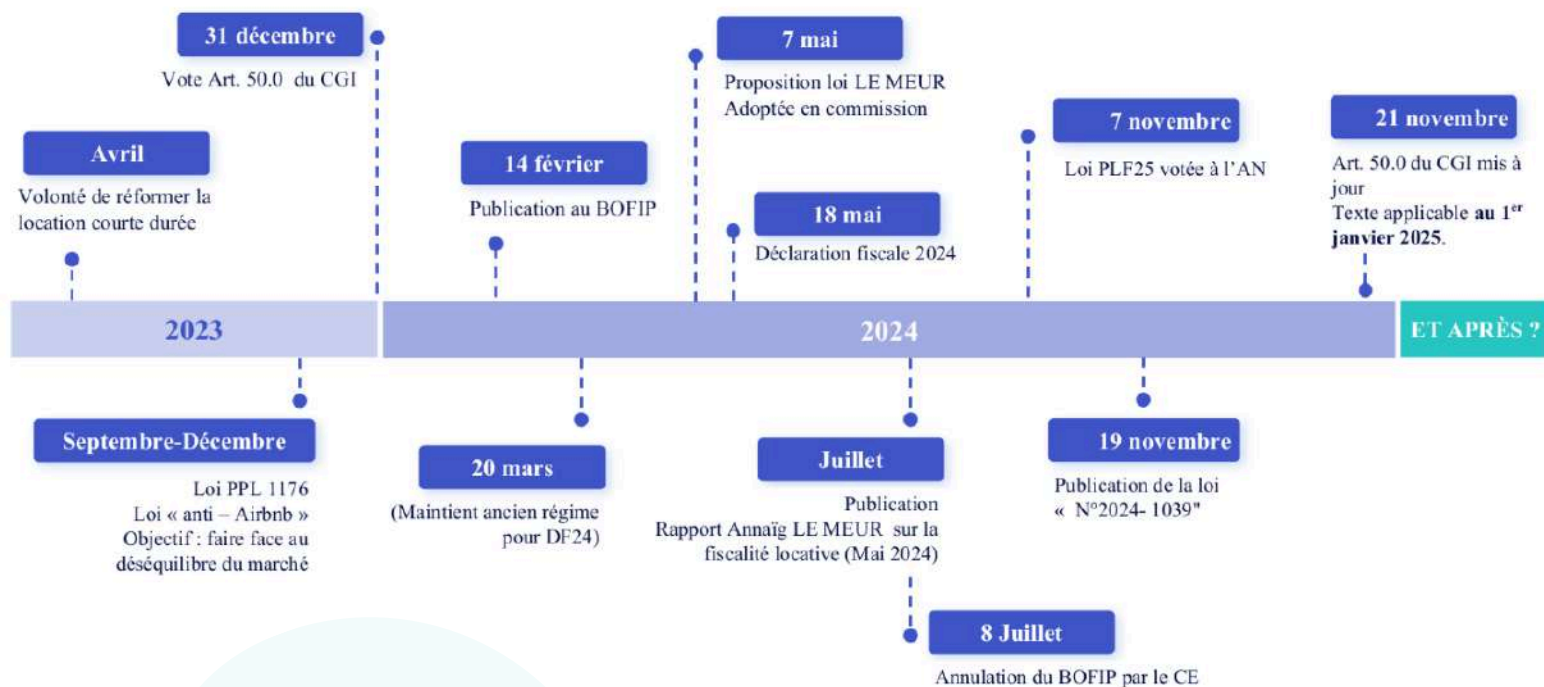 31 décembre
Vote Art. 50.0 du CGI
7 mai
Proposition loi LE MEUR
Adoptée en commission
Avril
Volonté de réformer la
location courte durée
14 février
Publication au BOFIP
18 mai
Déclaration fiscale 2024
7 novembre
Loi PLF25 votée à l'AN
21 novembre
Art. 50.0 du CGI mis à
jour
Texte applicable au 1er
janvier 2025.
2023
2024
ET APRÈS ?
Septembre-Décembre
Loi PPL 1176
Loi « anti – Airbnb »
Objectif : faire face au
déséquilibre du marché
20 mars
(Maintient ancien régime
pour DF24)
Juillet
Publication
Rapport Annaïg LE MEUR sur la
fiscalité locative (Mai 2024)
19 novembre
Publication de la loi
« N°2024- 1039"
8 Juillet
Annulation du BOFIP par le CE